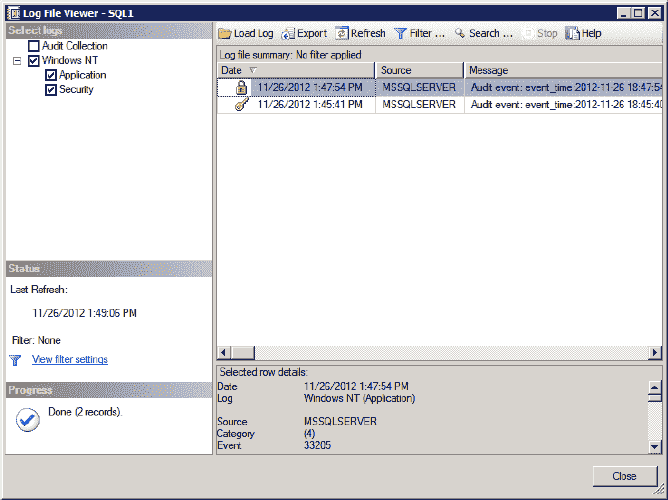 Log File Viewer - SQL1
Select logs
Audit Collection
Windows NT
Application
Security
Load Log Export Refresh Filter ... Search ... Stop Help
Log file summary: No filter applied
Date Source Message
11/26/2012 1:47:54 PM MSSQLSERVER Audit event: event_time:2012-11-26 18:47:54
11/26/2012 1:45:41 PM MSSQLSERVER Audit event: event_time:2012-11-26 18:45:40
Status
Last Refresh:
11/26/2012 1:49:06 PM
Filter: None
View filter settings
Progress
Done (2 records).
Selected row details:
Date 11/26/2012 1:47:54 PM
Log Windows NT (Application)
Source MSSQLSERVER
Category (4)
Event 33205
Close